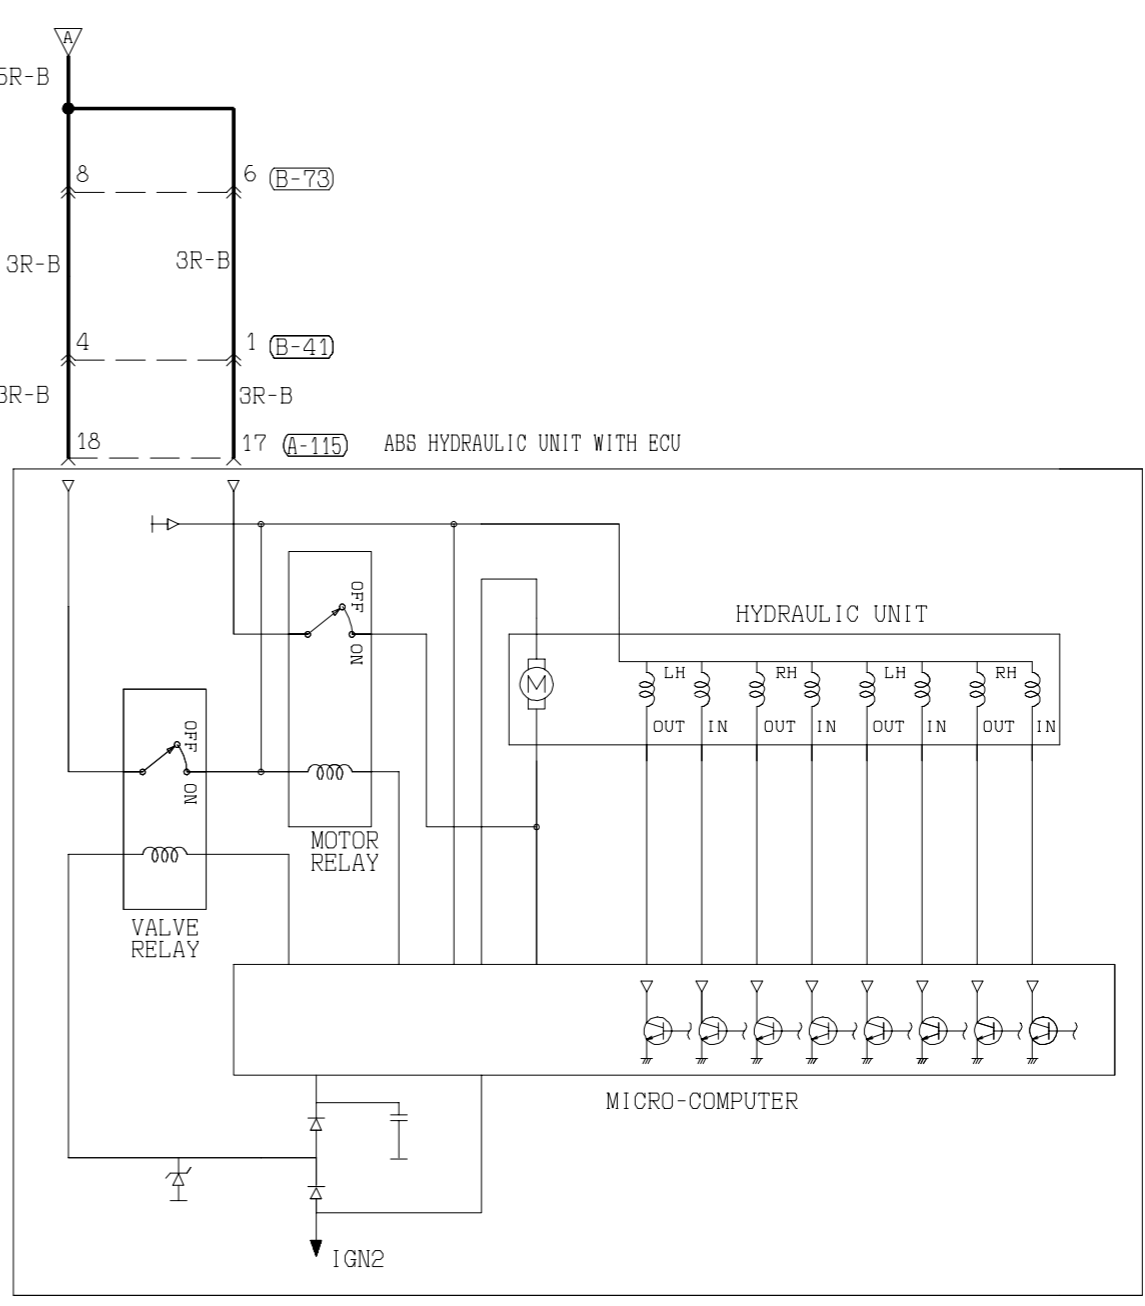 A
5R-B
8
6 (B-73)
3R-B
3R-B
4
1 (B-41)
3R-B
3R-B
18
17 (A-115) ABS HYDRAULIC UNIT WITH ECU
OFF
ON
HYDRAULIC UNIT
M
LH
RH
LH
RH
OUT IN
OUT IN
OUT IN
OUT IN
OFF
ON
MOTOR
RELAY
VALVE
RELAY
MICRO-COMPUTER
IGN2